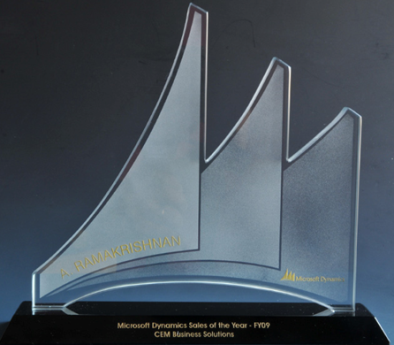 A. RAMAKRISHNAN
Microsoft Dynamics
Microsoft Dynamics Sales of the Year - FY09
CEM Business Solutions